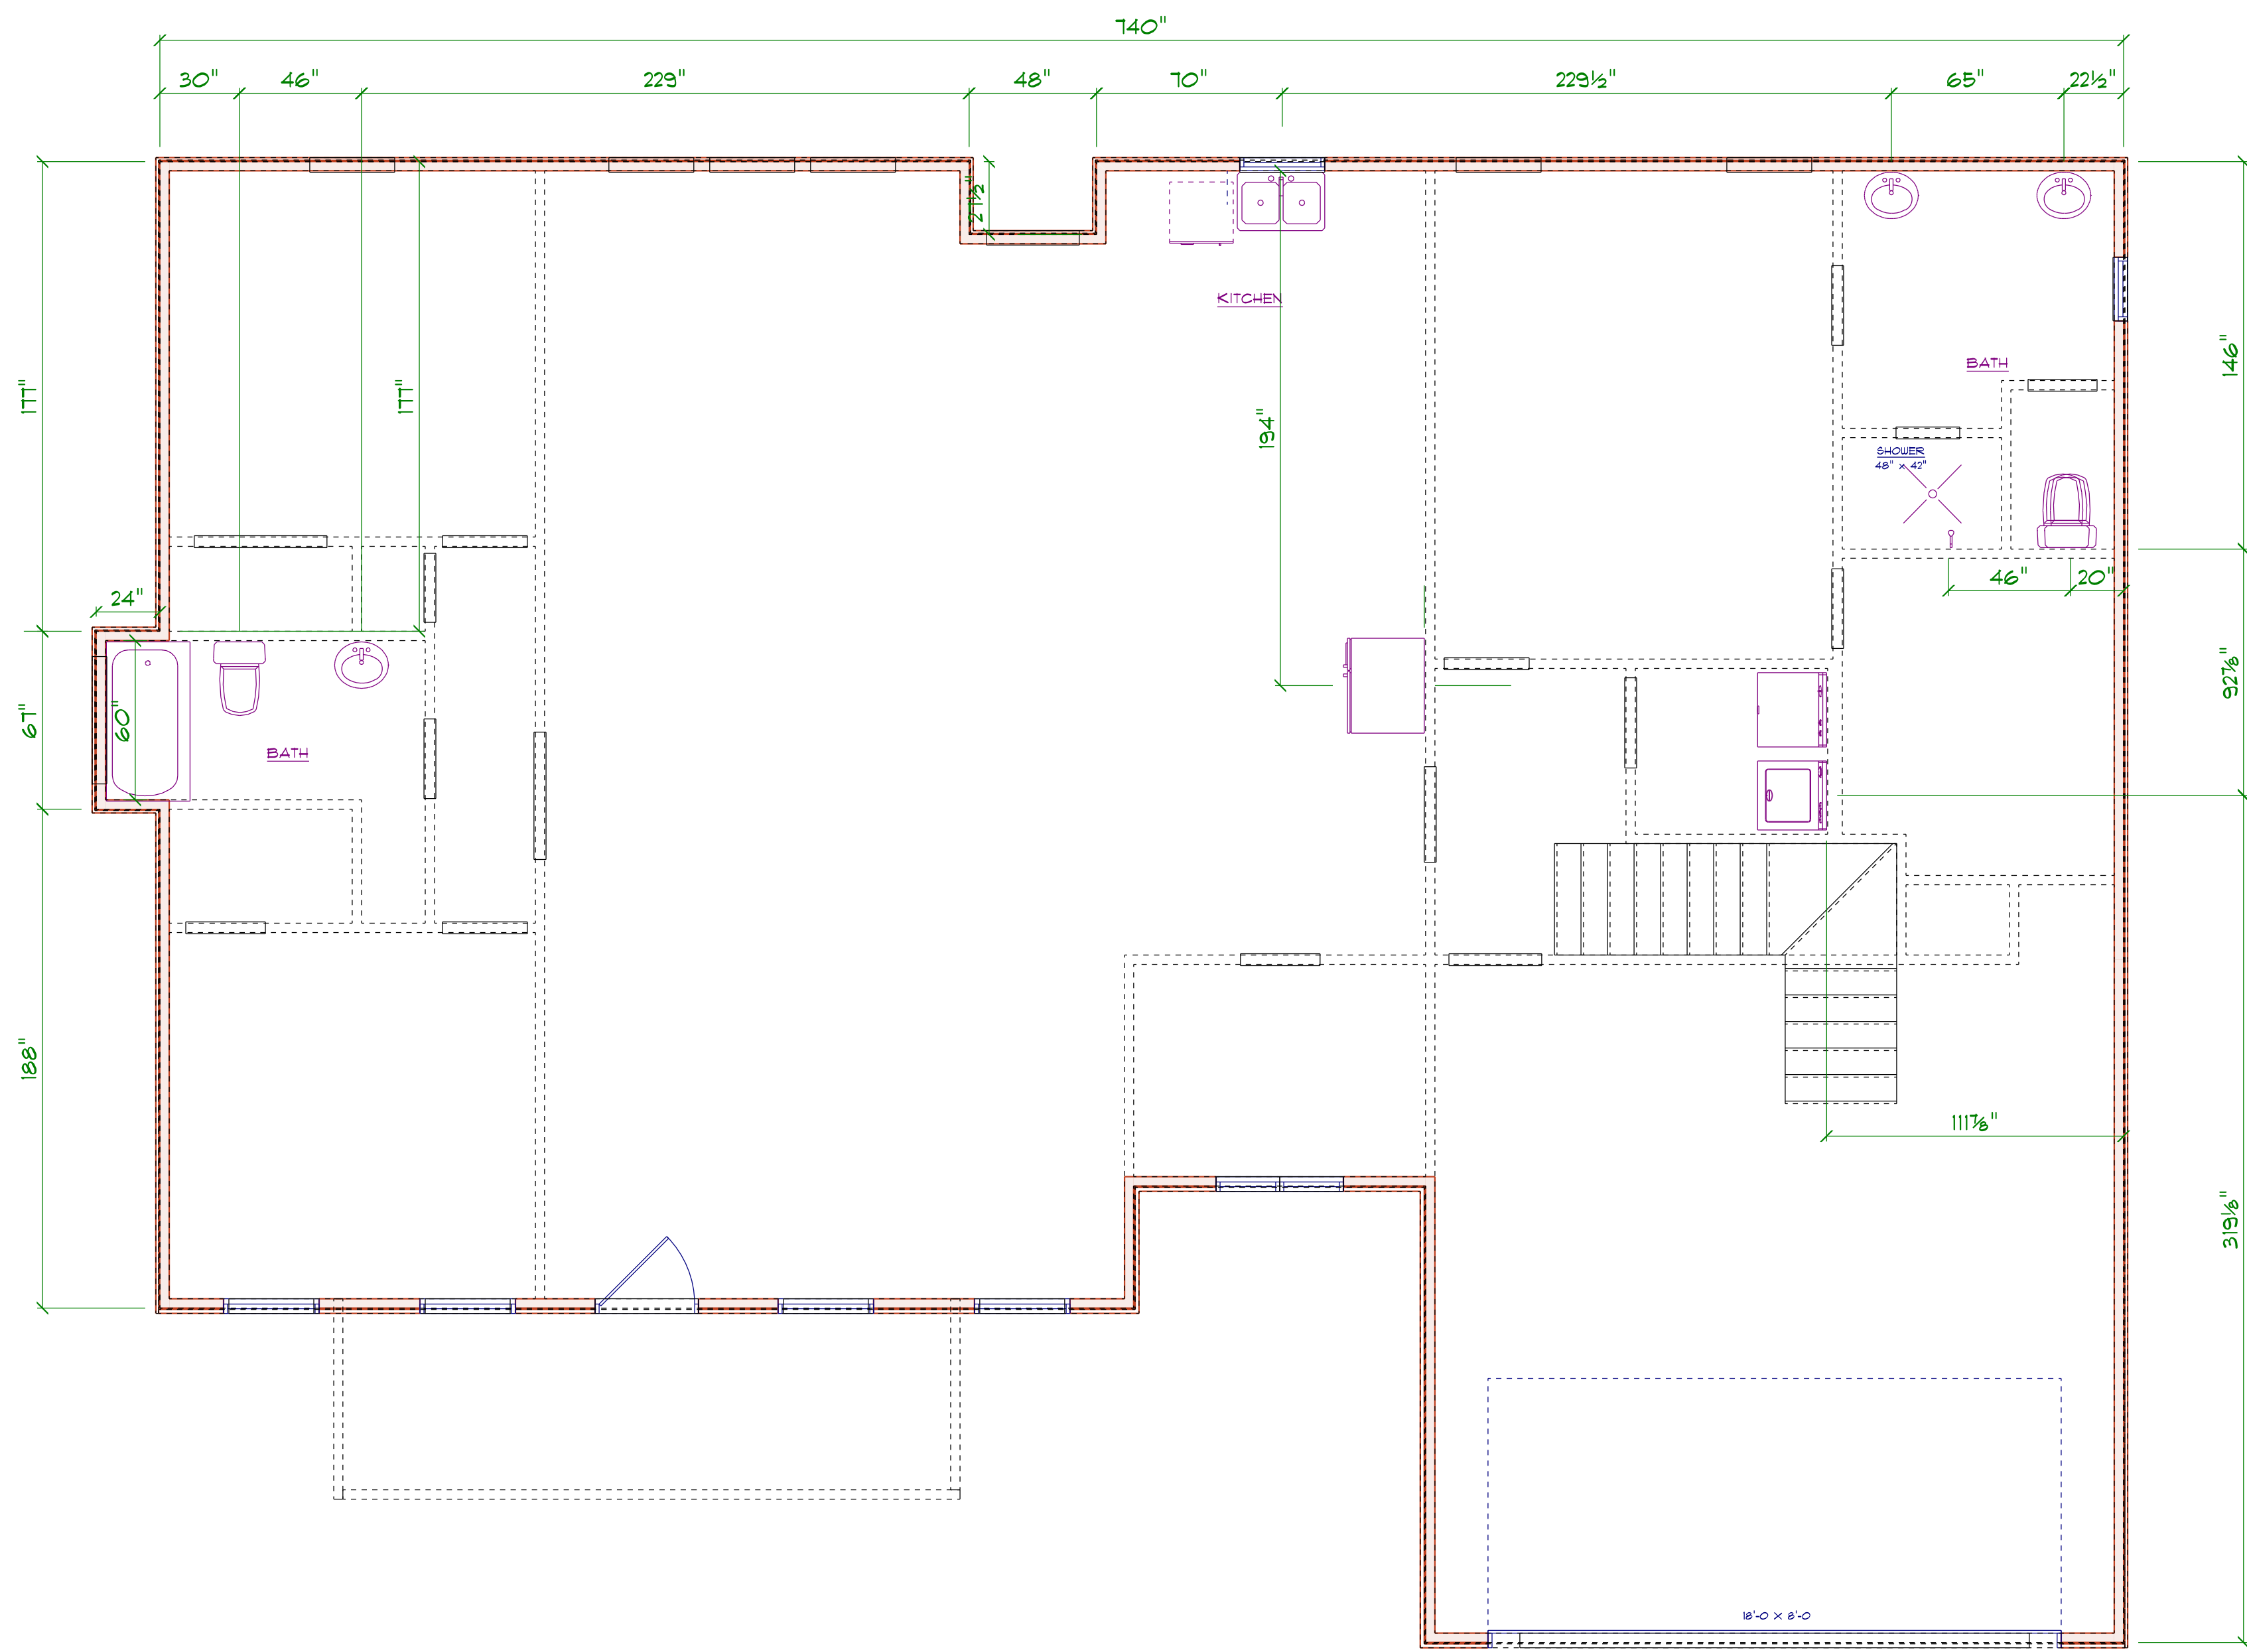 740"
30" 46" 229" 48" 70" 229½" 65" 22½"
21½"
KITCHEN
177"
177"
194"
146"
BATH
SHOWER
48" x 42"
46" 20"
24"
67"
60"
BATH
92⅞"
188"
111⅞"
319⅛"
18'-0 X 8'-0